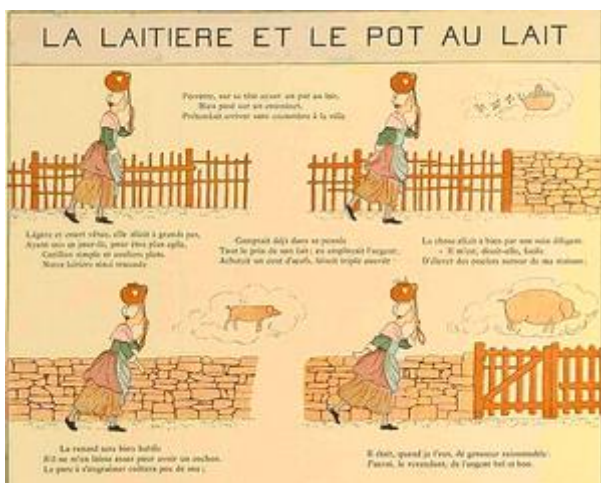 LA LAITIERE ET LE POT AU LAIT
Perrette, sur sa tête ayant un pot au lait,
Bien posé sur un coussinet,
Prétendait arriver sans encombre à la ville
Légère et court vêtue, elle allait à grands pas,
Ayant mis ce jour-là, pour être plus agile,
Cotillon simple et souliers plats.
Notre laitière ainsi troussée
Comptait déjà dans sa pensée
Tout le prix de son lait; en employait l'argent;
Achetait un cent d'œufs, faisait triple couvée :
La chose allait à bien par son soin diligent.
« Il m'est, disait-elle, facile
D'élever des poulets autour de ma maison;
Le renard sera bien habile
S'il ne m'en laisse assez pour avoir un cochon.
Le porc à s'engraisser coûtera peu de son;
Il était, quand je l'eus, de grosseur raisonnable:
J'aurai, le revendant, de l'argent bel et bon.